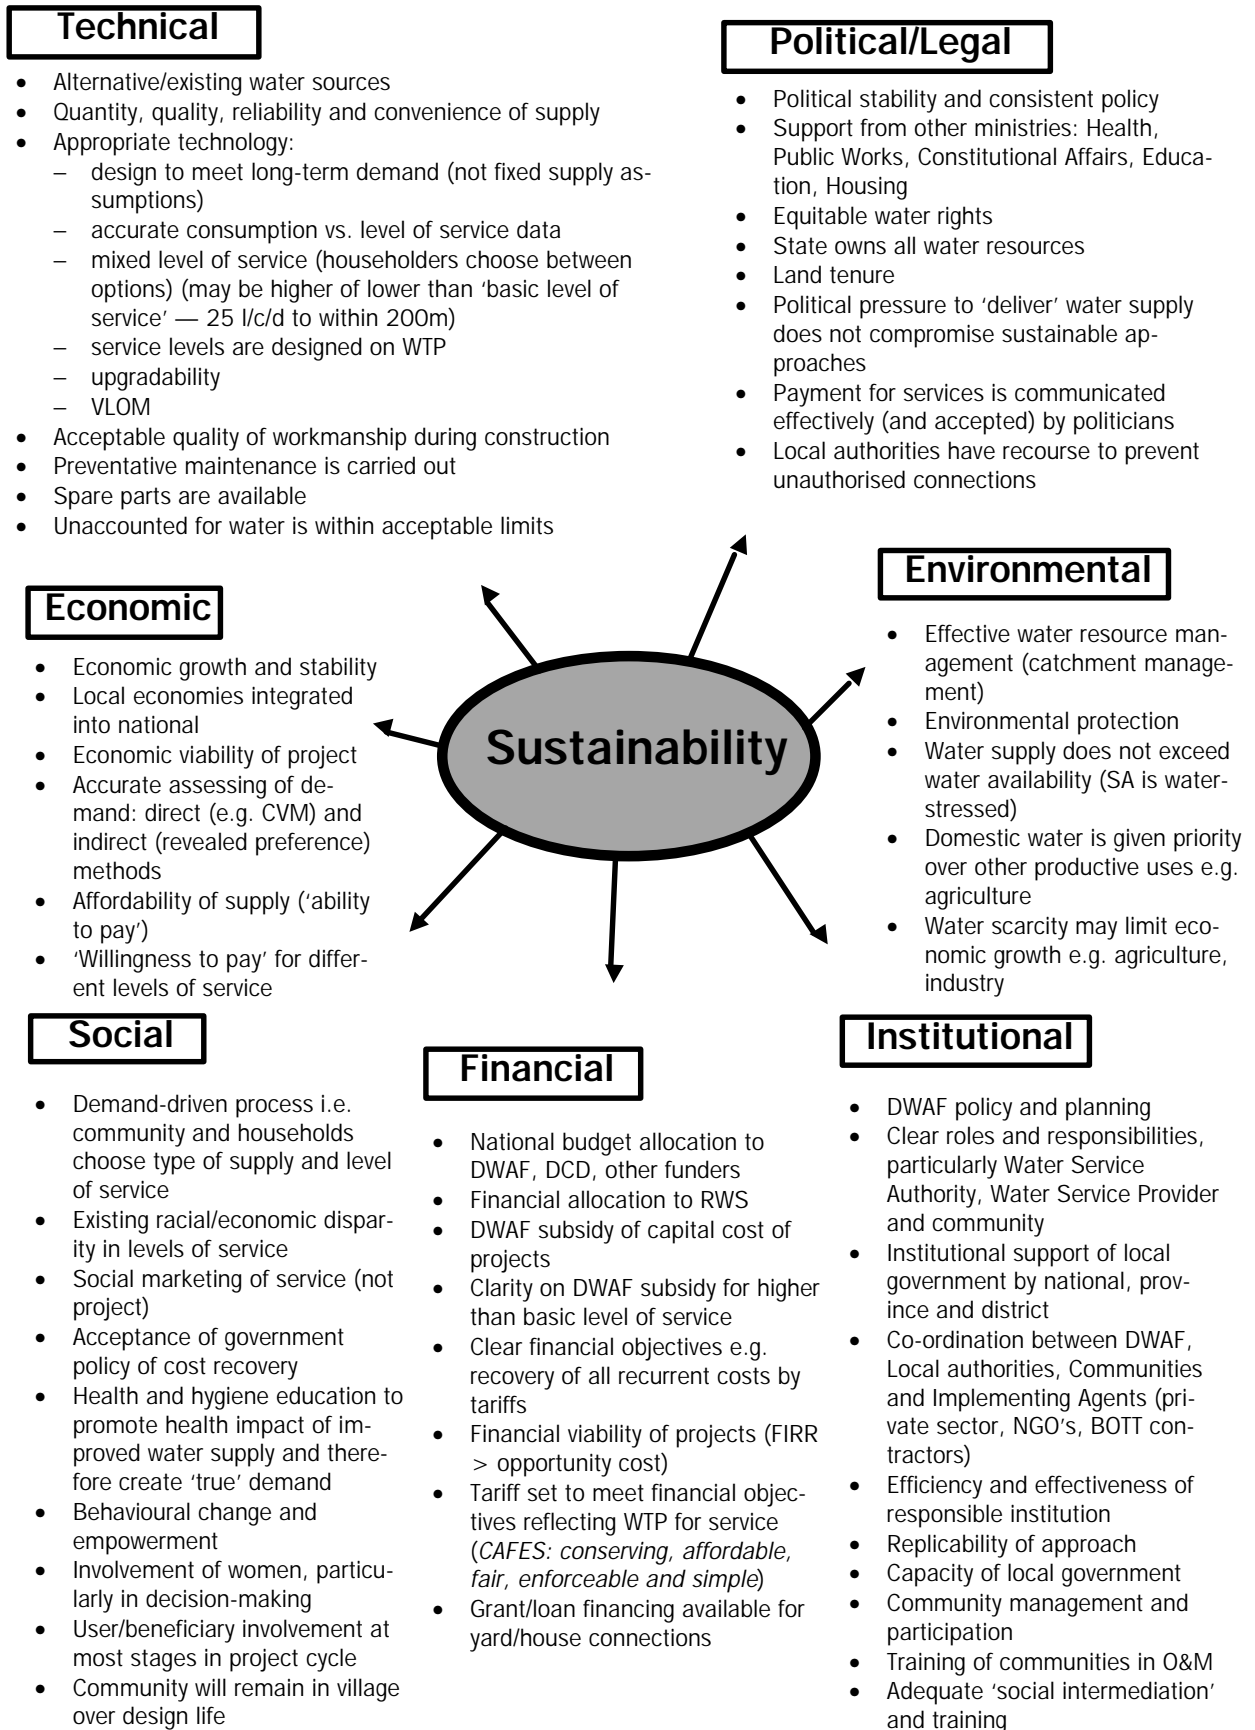 Technical
• Alternative/existing water sources
• Quantity, quality, reliability and convenience of supply
• Appropriate technology:
– design to meet long-term demand (not fixed supply as-
sumptions)
– accurate consumption vs. level of service data
– mixed level of service (householders choose between
options) (may be higher of lower than ‘basic level of
service’ — 25 l/c/d to within 200m)
– service levels are designed on WTP
– upgradability
– VLOM
• Acceptable quality of workmanship during construction
• Preventative maintenance is carried out
• Spare parts are available
• Unaccounted for water is within acceptable limits
Political/Legal
• Political stability and consistent policy
• Support from other ministries: Health,
Public Works, Constitutional Affairs, Educa-
tion, Housing
• Equitable water rights
• State owns all water resources
• Land tenure
• Political pressure to ‘deliver’ water supply
does not compromise sustainable ap-
proaches
• Payment for services is communicated
effectively (and accepted) by politicians
• Local authorities have recourse to prevent
unauthorised connections
Economic
• Economic growth and stability
• Local economies integrated
into national
• Economic viability of project
• Accurate assessing of de-
mand: direct (e.g. CVM) and
indirect (revealed preference)
methods
• Affordability of supply (‘ability
to pay’)
• ‘Willingness to pay’ for differ-
ent levels of service
Sustainability
Environmental
• Effective water resource man-
agement (catchment manage-
ment)
• Environmental protection
• Water supply does not exceed
water availability (SA is water-
stressed)
• Domestic water is given priority
over other productive uses e.g.
agriculture
• Water scarcity may limit eco-
nomic growth e.g. agriculture,
industry
Social
• Demand-driven process i.e.
community and households
choose type of supply and level
of service
• Existing racial/economic dispar-
ity in levels of service
• Social marketing of service (not
project)
• Acceptance of government
policy of cost recovery
• Health and hygiene education to
promote health impact of im-
proved water supply and there-
fore create ‘true’ demand
• Behavioural change and
empowerment
• Involvement of women, particu-
larly in decision-making
• User/beneficiary involvement at
most stages in project cycle
• Community will remain in village
over design life
Financial
• National budget allocation to
DWAF, DCD, other funders
• Financial allocation to RWS
• DWAF subsidy of capital cost of
projects
• Clarity on DWAF subsidy for higher
than basic level of service
• Clear financial objectives e.g.
recovery of all recurrent costs by
tariffs
• Financial viability of projects (FIRR
> opportunity cost)
• Tariff set to meet financial objec-
tives reflecting WTP for service
(CAFES: conserving, affordable,
fair, enforceable and simple)
• Grant/loan financing available for
yard/house connections
Institutional
• DWAF policy and planning
• Clear roles and responsibilities,
particularly Water Service
Authority, Water Service Provider
and community
• Institutional support of local
government by national, prov-
ince and district
• Co-ordination between DWAF,
Local authorities, Communities
and Implementing Agents (pri-
vate sector, NGO’s, BOTT con-
tractors)
• Efficiency and effectiveness of
responsible institution
• Replicability of approach
• Capacity of local government
• Community management and
participation
• Training of communities in O&M
• Adequate ‘social intermediation’
and training